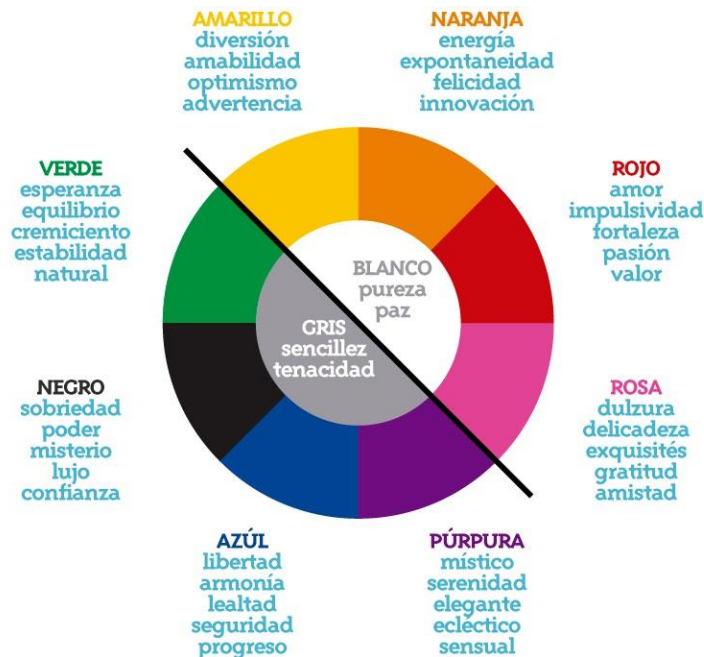 AMARILLO
diversión
amabilidad
optimismo
advertencia
NARANJA
energía
expontaneidad
felicidad
innovación
VERDE
esperanza
equilibrio
cremiciento
estabilidad
natural
ROJO
amor
impulsividad
fortaleza
pasión
valor
BLANCO
pureza
paz
GRIS
sencillez
tenacidad
NEGRO
sobriedad
poder
misterio
lujo
confianza
ROSA
dulzura
delicadeza
exquisités
gratitud
amistad
AZÚL
libertad
armonía
lealtad
seguridad
progreso
PÚRPURA
místico
serenidad
elegante
ecléctico
sensual